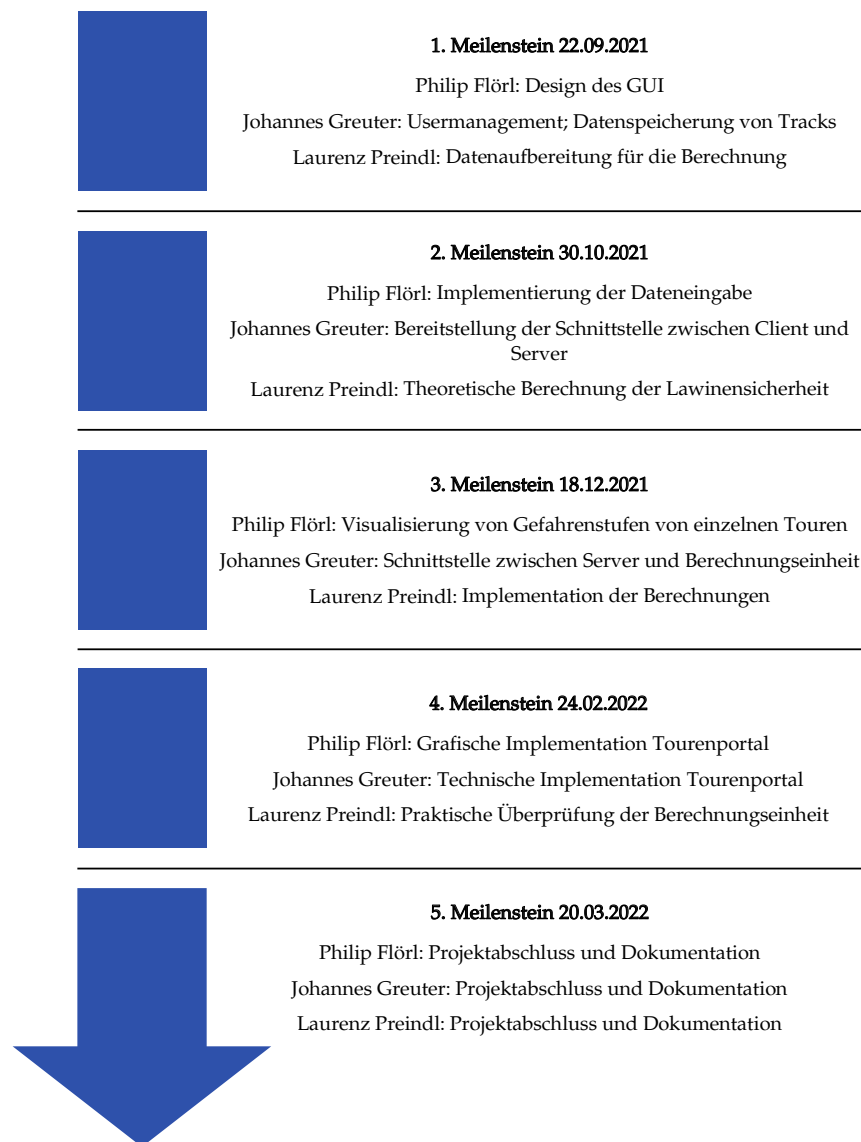 1. Meilenstein 22.09.2021
Philip Flörl: Design des GUI
Johannes Greuter: Usermanagement; Datenspeicherung von Tracks
Laurenz Preindl: Datenaufbereitung für die Berechnung
2. Meilenstein 30.10.2021
Philip Flörl: Implementierung der Dateneingabe
Johannes Greuter: Bereitstellung der Schnittstelle zwischen Client und
Server
Laurenz Preindl: Theoretische Berechnung der Lawinensicherheit
3. Meilenstein 18.12.2021
Philip Flörl: Visualisierung von Gefahrenstufen von einzelnen Touren
Johannes Greuter: Schnittstelle zwischen Server und Berechnungseinheit
Laurenz Preindl: Implementation der Berechnungen
4. Meilenstein 24.02.2022
Philip Flörl: Grafische Implementation Tourenportal
Johannes Greuter: Technische Implementation Tourenportal
Laurenz Preindl: Praktische Überprüfung der Berechnungseinheit
5. Meilenstein 20.03.2022
Philip Flörl: Projektabschluss und Dokumentation
Johannes Greuter: Projektabschluss und Dokumentation
Laurenz Preindl: Projektabschluss und Dokumentation